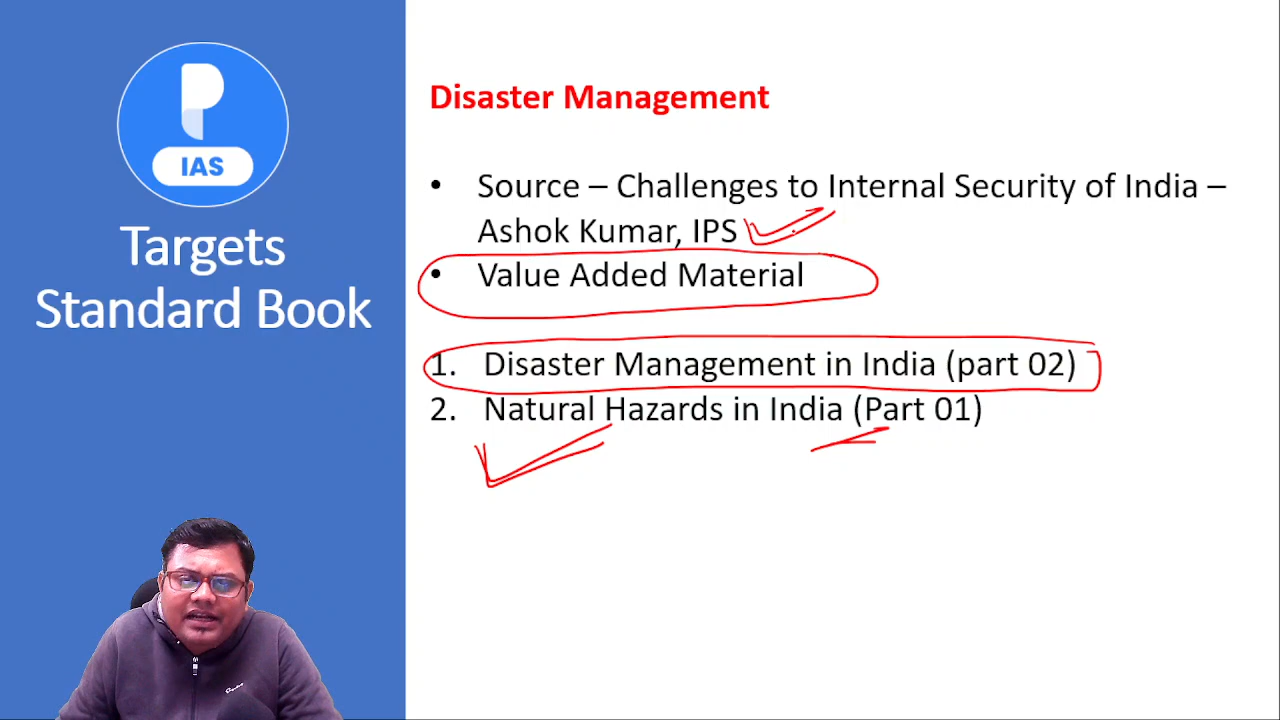 IAS
Targets
Standard Book
Disaster Management
• Source – Challenges to Internal Security of India –
Ashok Kumar, IPS
• Value Added Material
1. Disaster Management in India (part 02)
2. Natural Hazards in India (Part 01)